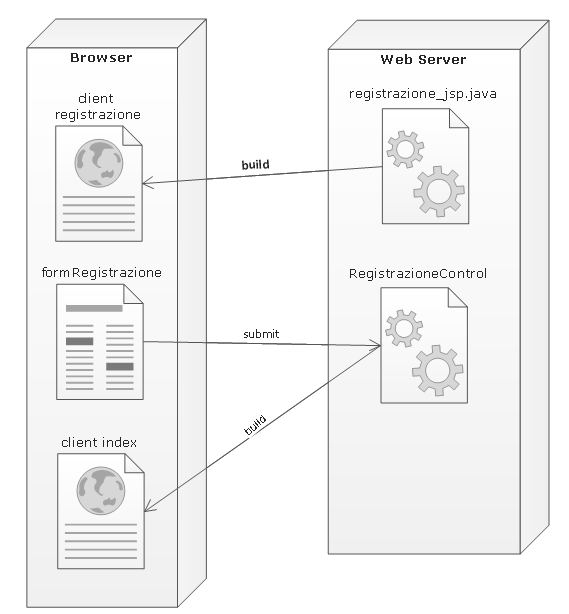 Browser
Web Server
client
registrazione
registrazione_jsp.java
build
formRegistrazione
RegistrazioneControl
submit
build
client index